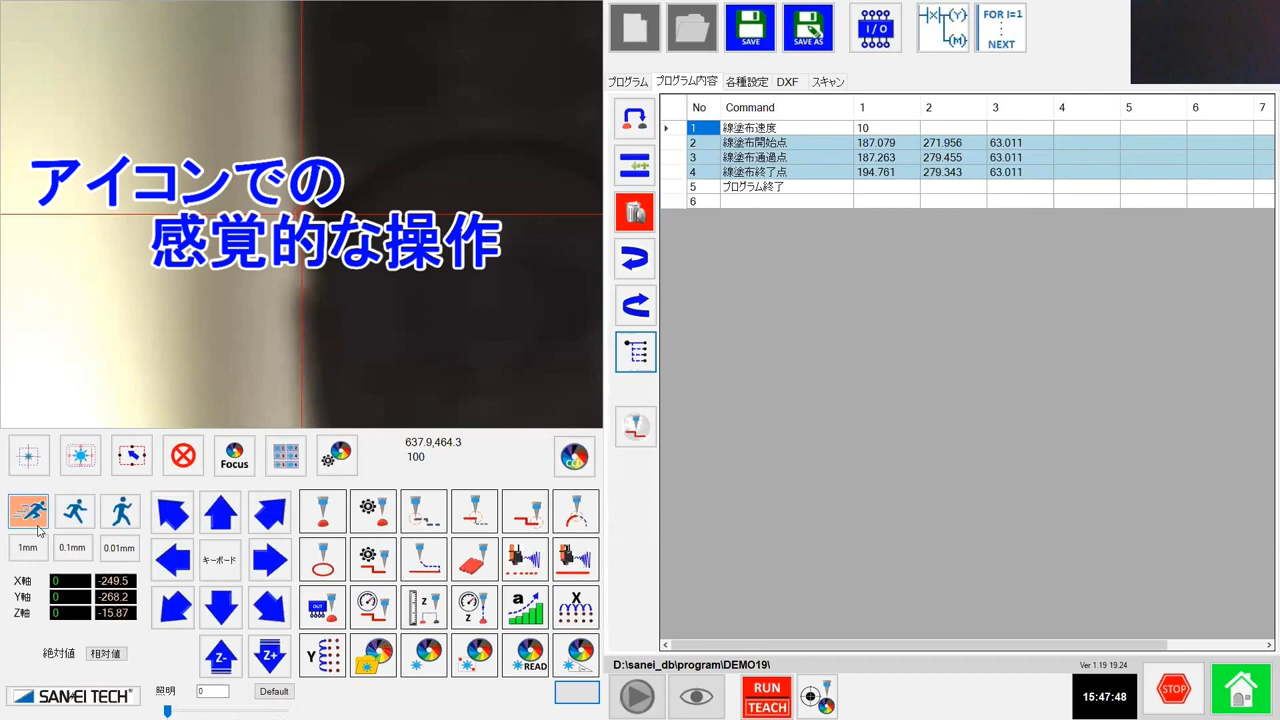 アイコンでの
感覚的な操作
637.9,464.3
100
Focus
CCD
1mm
0.1mm
0.01mm
X軸 0 -249.5
Y軸 0 -268.2
Z軸 0 -15.87
絶対値 相対値
キーボード
Z-
Z+
OUT
Z
z
a
X
Y
READ
SAN-EI TECH
照明 0 Default
SAVE
SAVE AS
I/O
X (Y)
(M)
FOR I=1
NEXT
プログラム プログラム内容 各種設定 DXF スキャン
No Command 1 2 3 4 5 6 7
1 線塗布速度 10
2 線塗布開始点 187.079 271.956 63.011
3 線塗布通過点 187.263 279.455 63.011
4 線塗布終了点 194.761 279.343 63.011
5 プログラム終了
6
D:\sanei_db\program\DEMO19\
Ver 1.19 19.24
RUN
TEACH
15:47:48
STOP